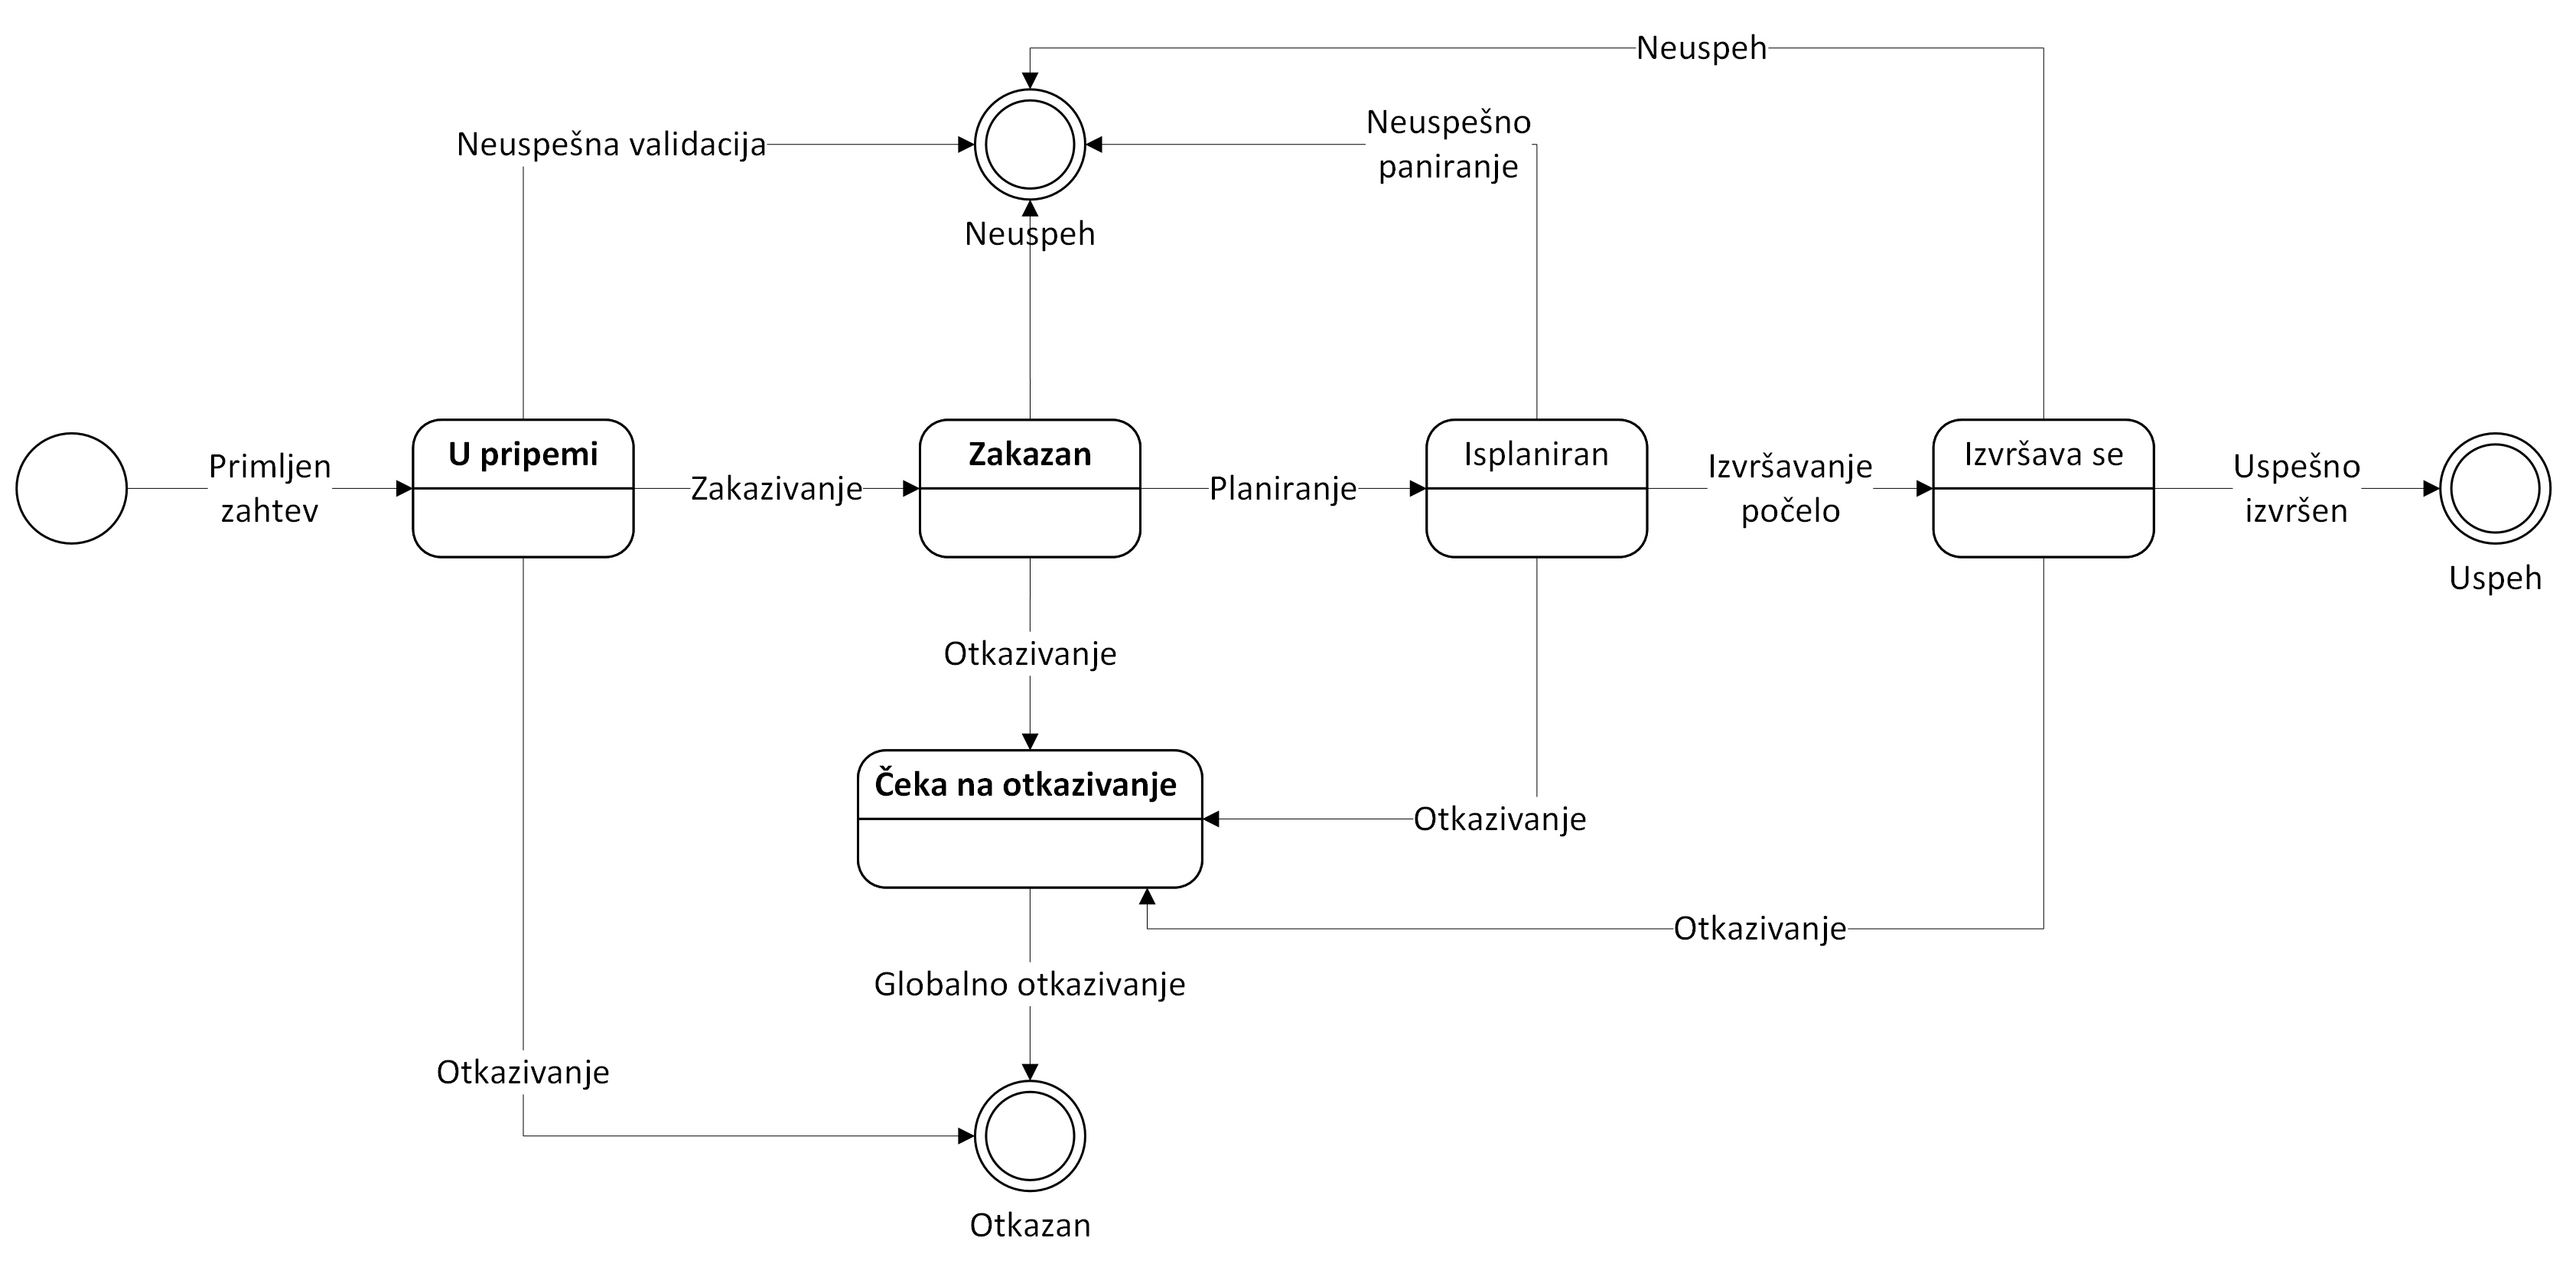 Neuspeh
Neuspešna validacija
Neuspešno
paniranje
Neuspeh
Primljen
zahtev
U pripemi
Zakazivanje
Zakazan
Planiranje
Isplaniran
Izvršavanje
počelo
Izvršava se
Uspešno
izvršen
Uspeh
Otkazivanje
Čeka na otkazivanje
Otkazivanje
Otkazivanje
Globalno otkazivanje
Otkazivanje
Otkazan